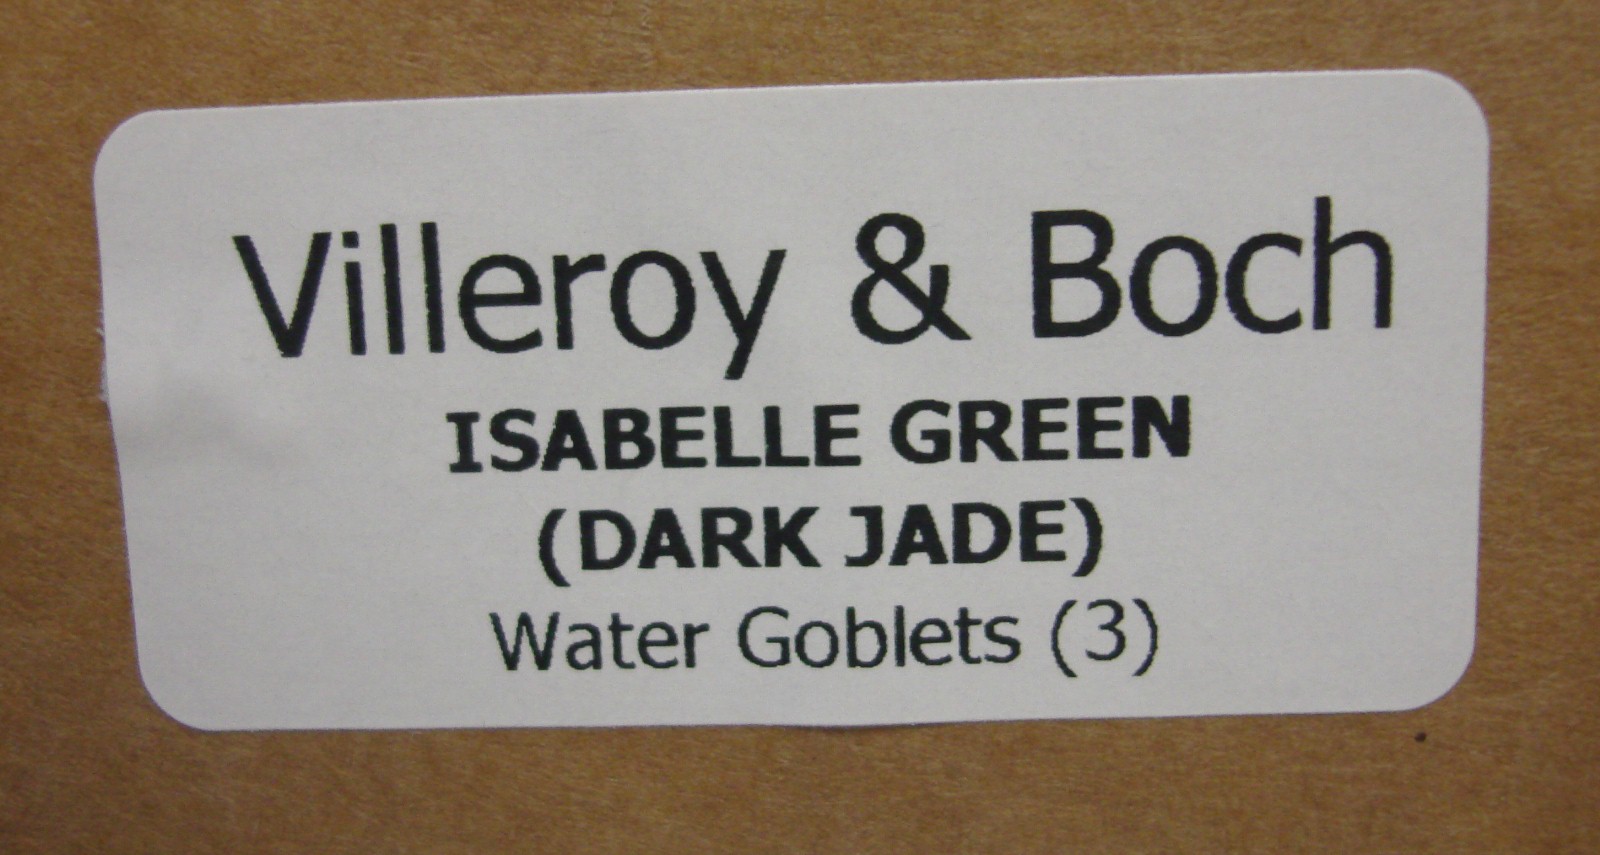 Villeroy & Boch
ISABELLE GREEN
(DARK JADE)
Water Goblets (3)